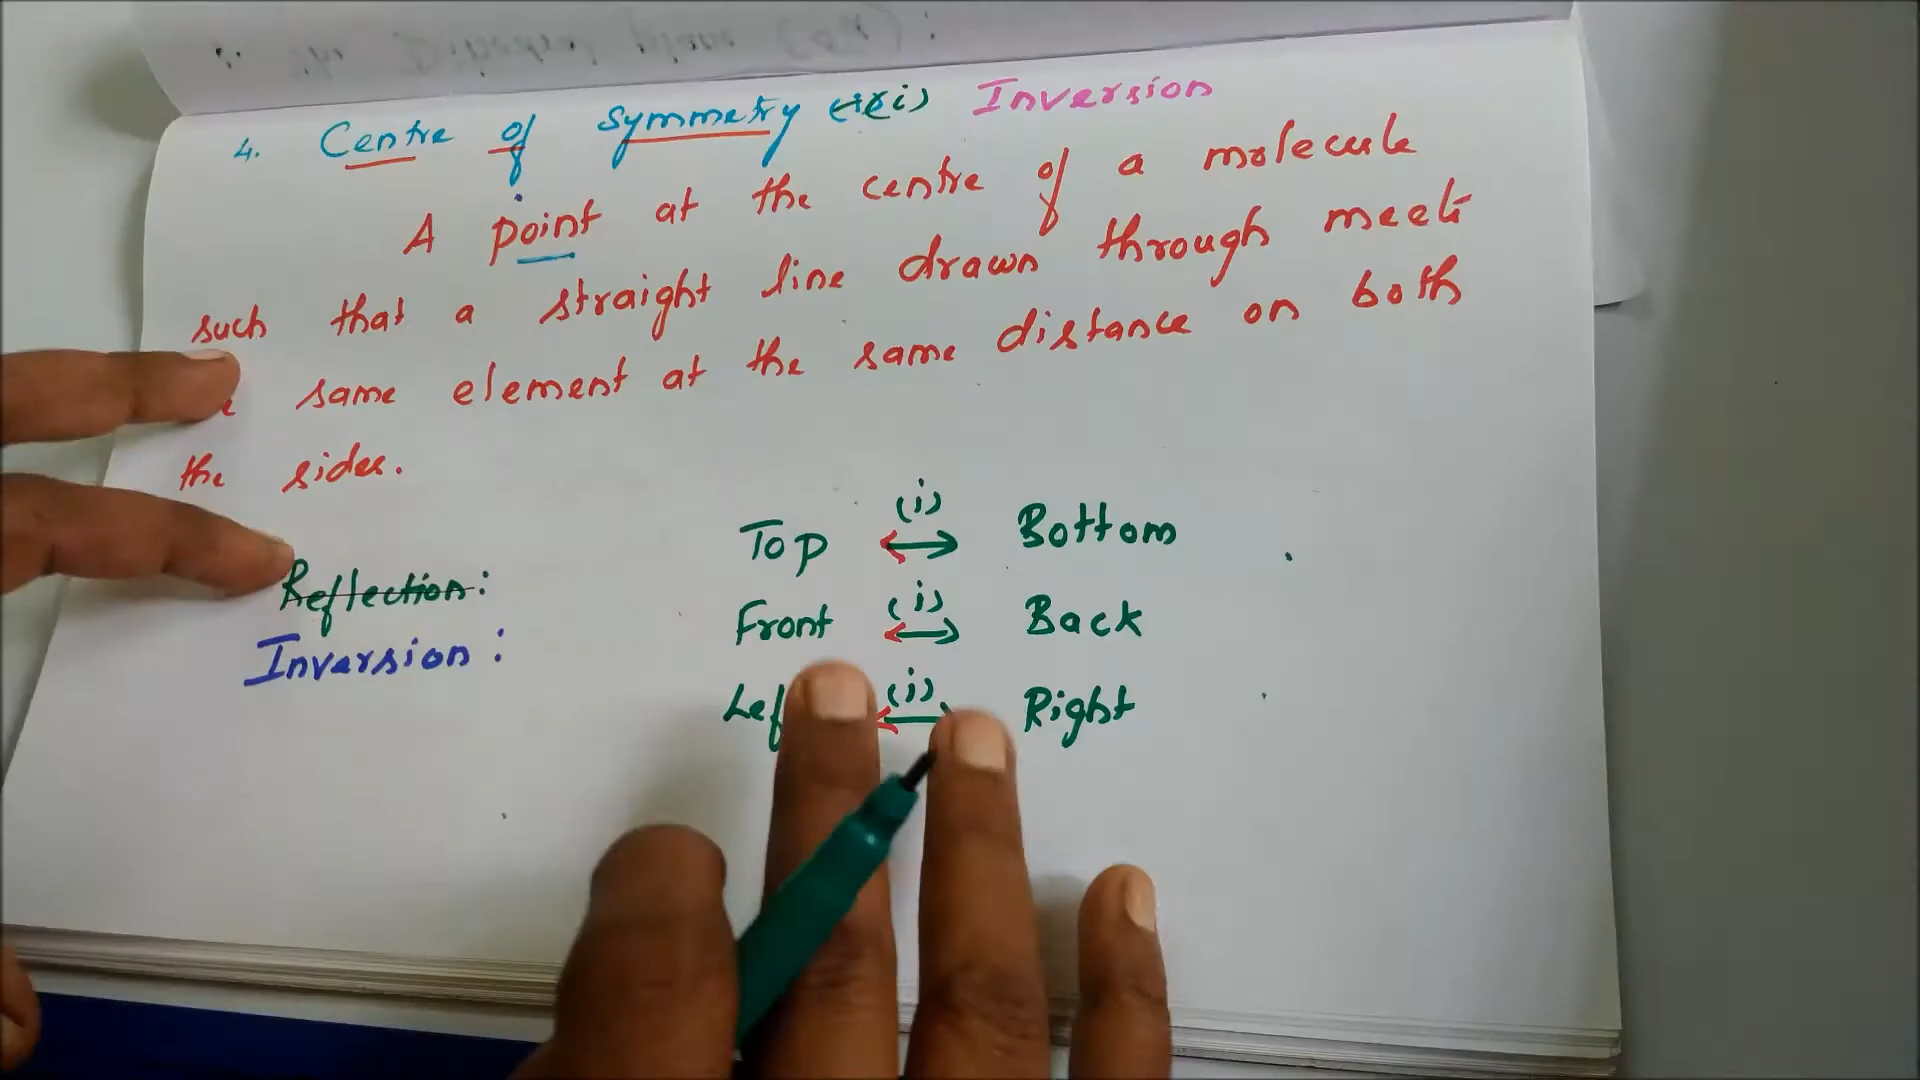 4. Centre of Symmetry (i) Inversion
A point at the centre of a molecule
such that a straight line drawn through meets
same element at the same distance on both
the sides.
(i)
Top ↔ Bottom
Reflection:
(i)
Front ↔ Back
Inversion:
(i)
Right